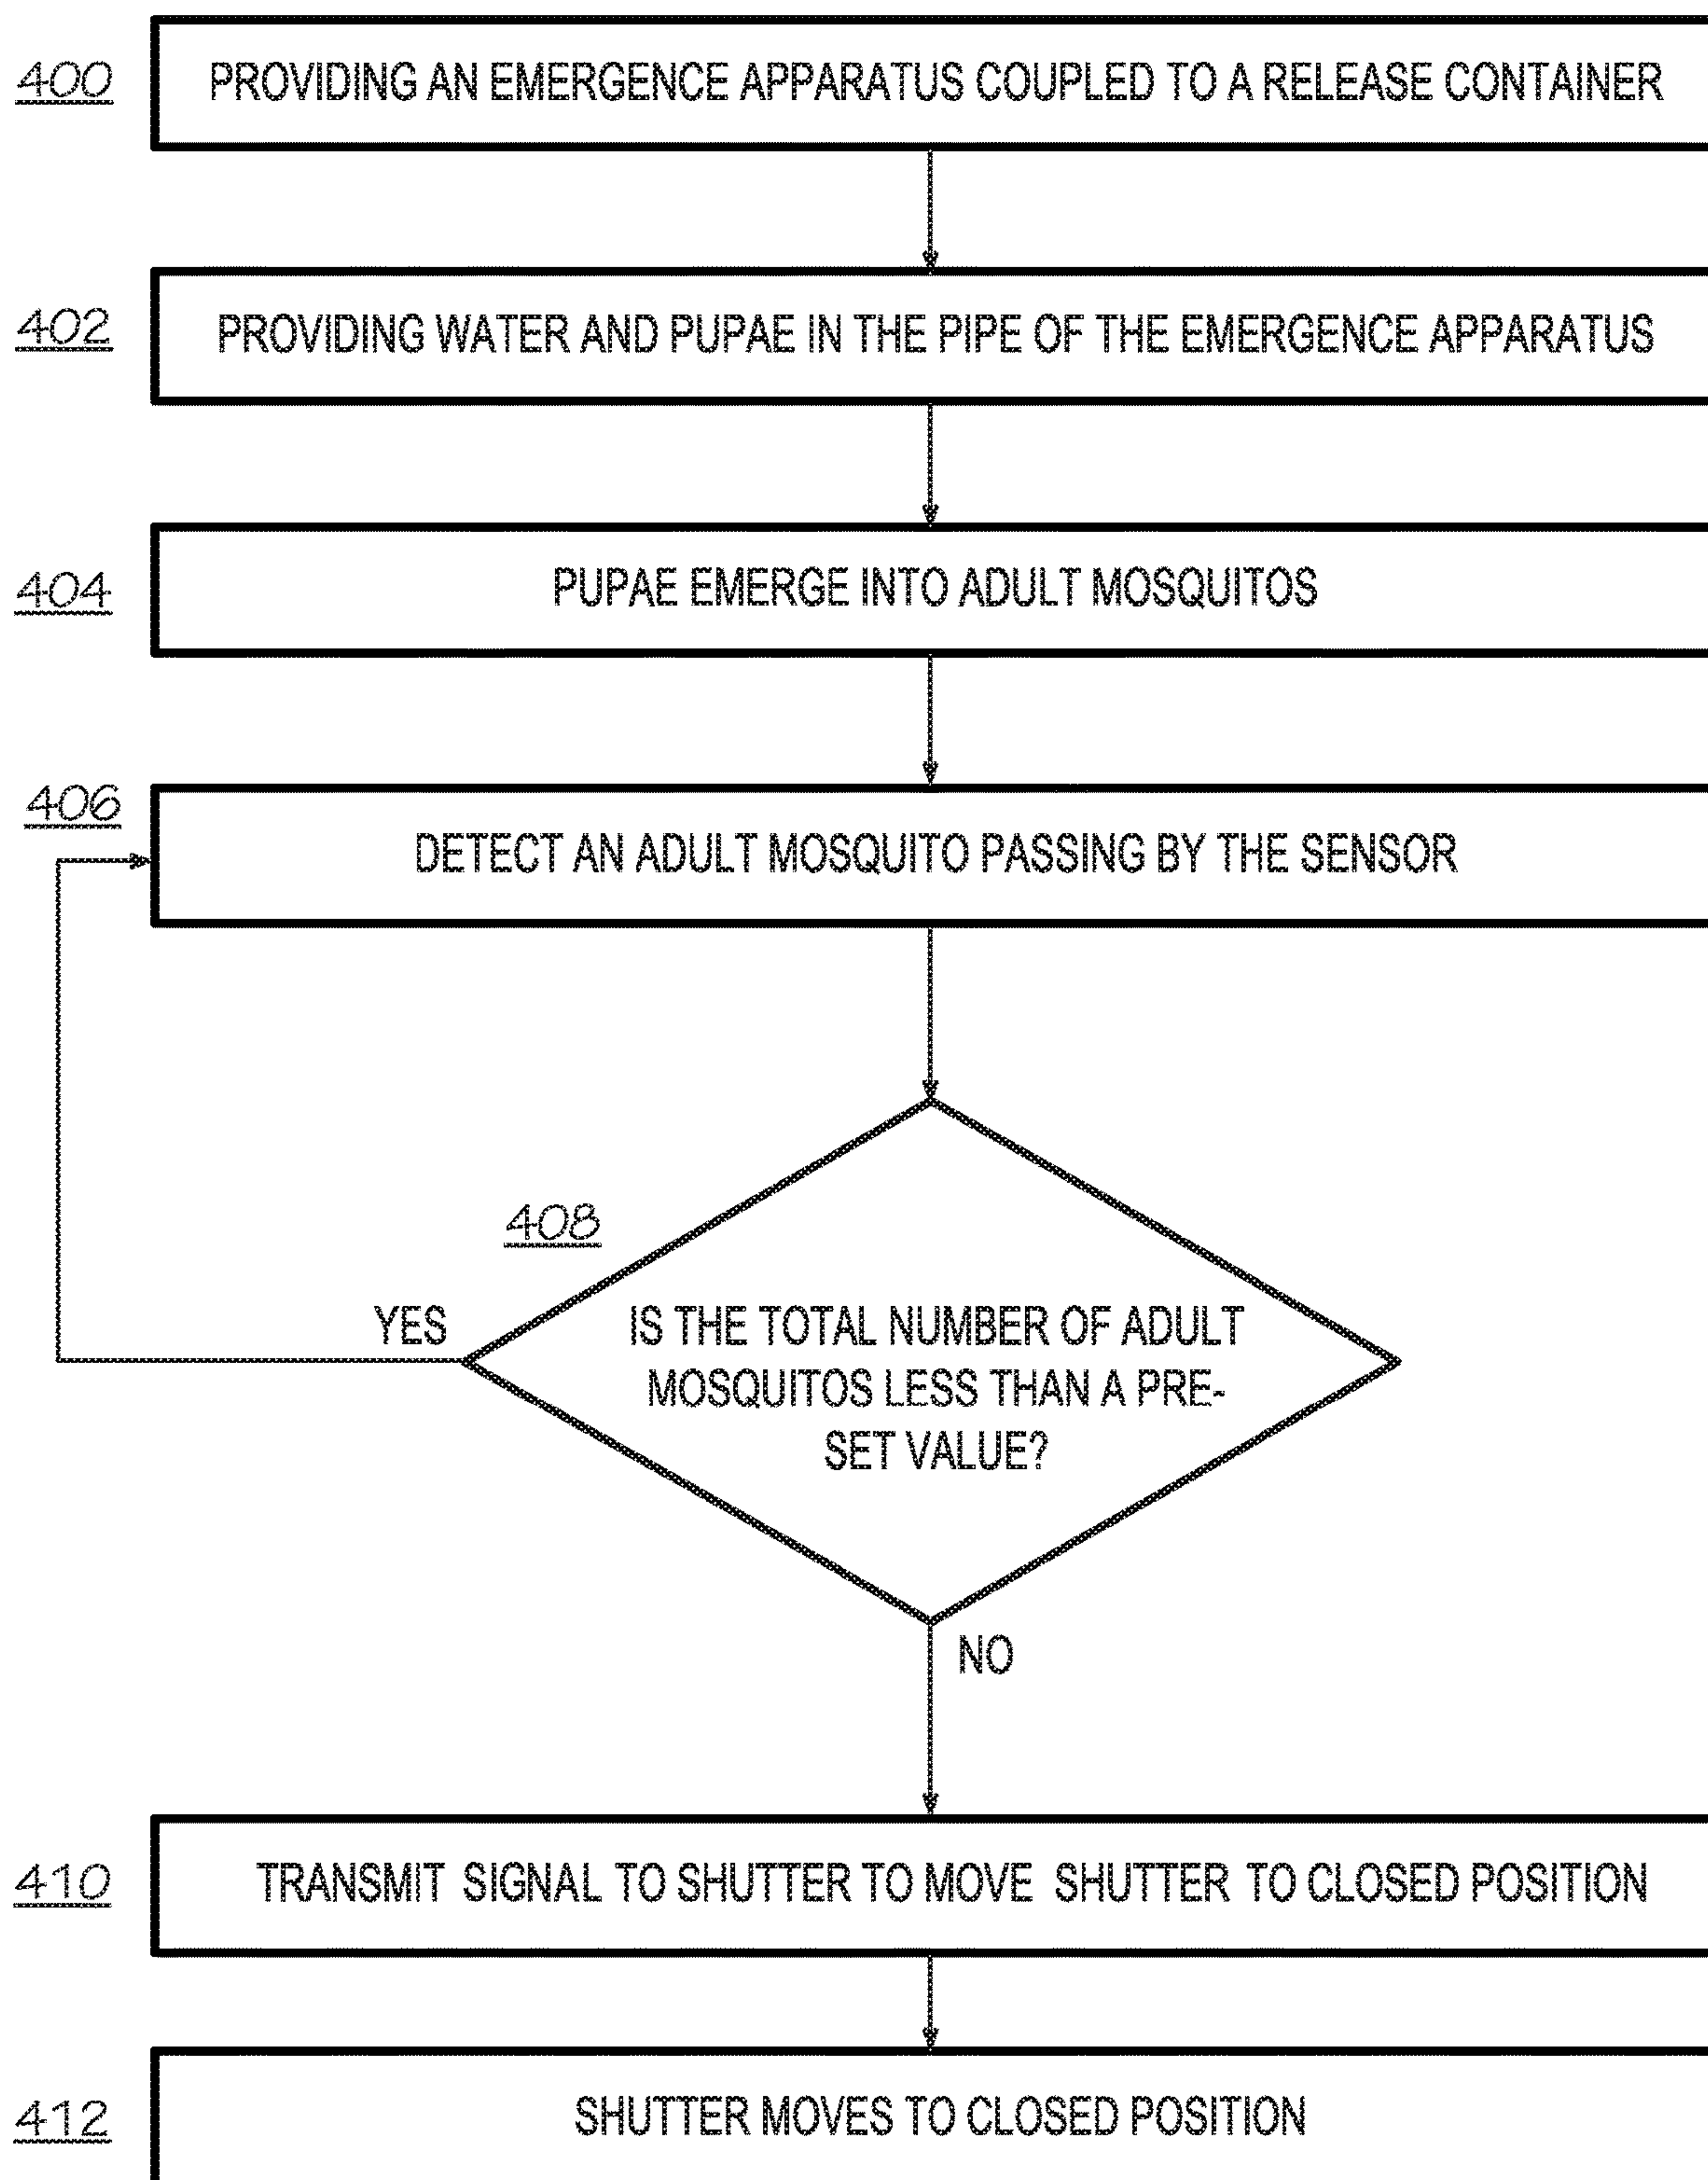 400 PROVIDING AN EMERGENCE APPARATUS COUPLED TO A RELEASE CONTAINER
402 PROVIDING WATER AND PUPAE IN THE PIPE OF THE EMERGENCE APPARATUS
404 PUPAE EMERGE INTO ADULT MOSQUITOS
406
DETECT AN ADULT MOSQUITO PASSING BY THE SENSOR
408
YES
IS THE TOTAL NUMBER OF ADULT
MOSQUITOS LESS THAN A PRE-
SET VALUE?
NO
410 TRANSMIT SIGNAL TO SHUTTER TO MOVE SHUTTER TO CLOSED POSITION
412 SHUTTER MOVES TO CLOSED POSITION